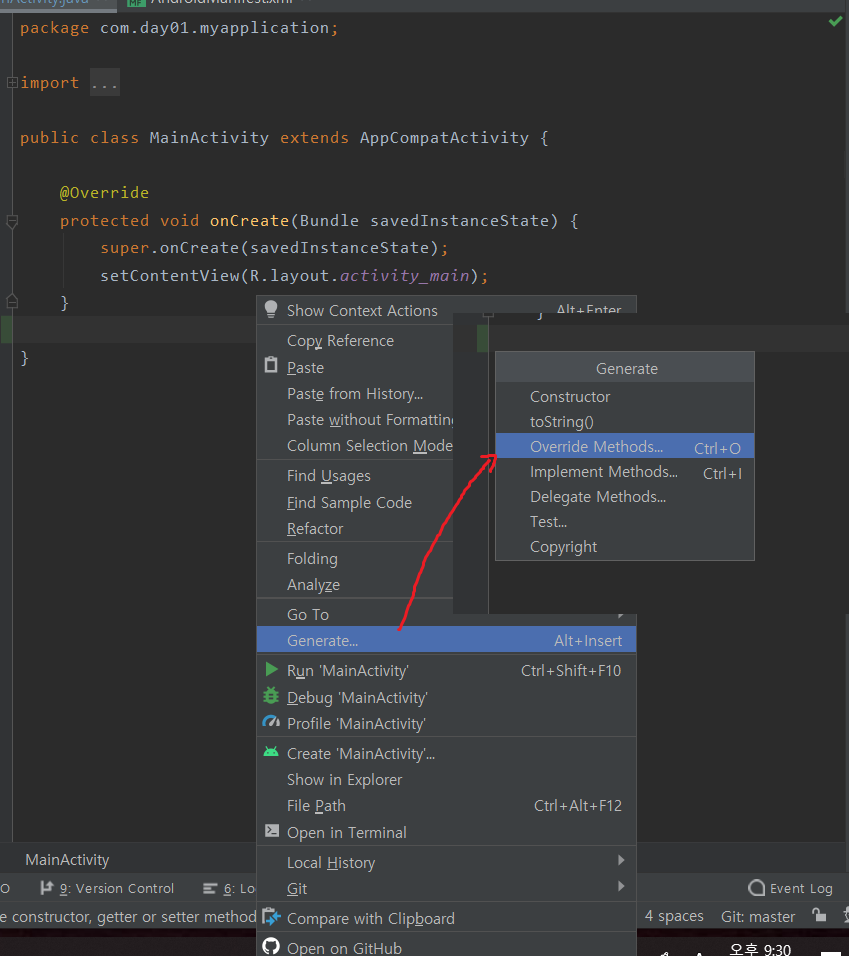 AndroidManifest.xml
package com.day01.myapplication;
import ...
public class MainActivity extends AppCompatActivity {
@Override
protected void onCreate(Bundle savedInstanceState) {
super.onCreate(savedInstanceState);
setContentView(R.layout.activity_main);
}
}
Show Context Actions Alt+Enter
Copy Reference
Paste
Paste from History...
Paste without Formatting
Column Selection Mode
Find Usages
Find Sample Code
Refactor
Folding
Analyze
Go To
Generate... Alt+Insert
Run 'MainActivity' Ctrl+Shift+F10
Debug 'MainActivity'
Profile 'MainActivity'
Create 'MainActivity'...
Show in Explorer
File Path Ctrl+Alt+F12
Open in Terminal
Local History
Git
Compare with Clipboard
Open on GitHub
}
Generate
Constructor
toString()
Override Methods... Ctrl+O
Implement Methods... Ctrl+I
Delegate Methods...
Test...
Copyright
MainActivity
9: Version Control
6: Lo
Event Log
e constructor, getter or setter method
4 spaces Git: master
오후 9:30